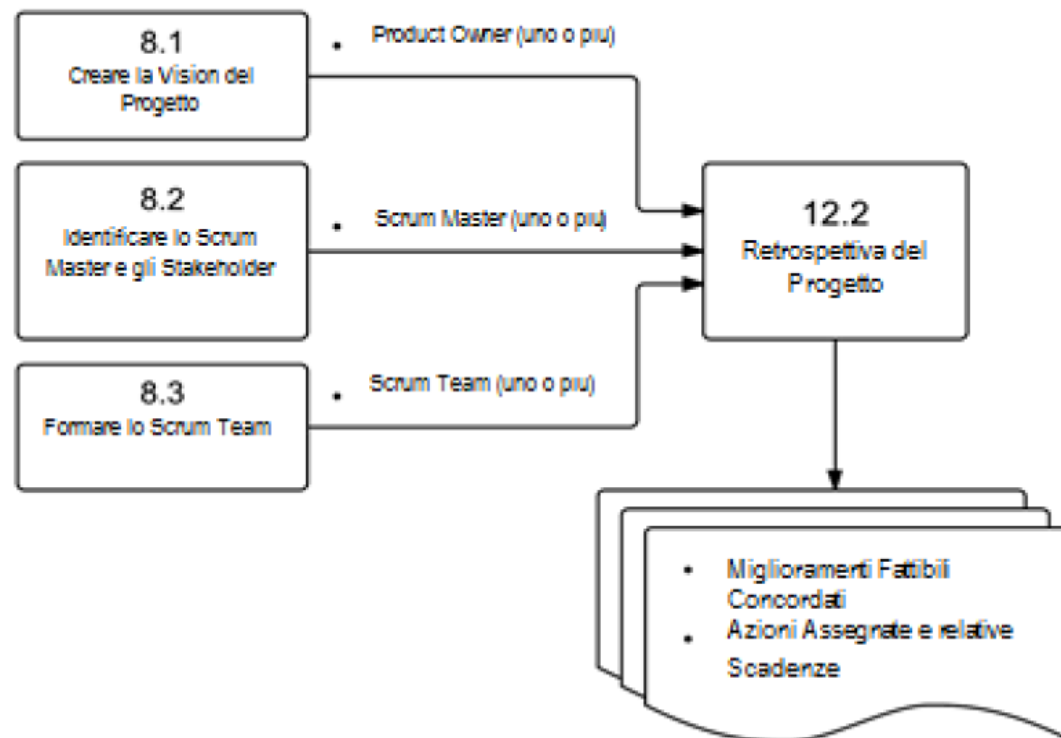 8.1
Creare la Vision del
Progetto
• Product Owner (uno o piu)
8.2
Identificare lo Scrum
Master e gli Stakeholder
• Scrum Master (uno o più)
8.3
Formare lo Scrum Team
• Scrum Team (uno o piu)
12.2
Retrospettiva del
Progetto
• Miglioramenti Fattibili
Concordati
• Azioni Assegnate e relative
Scadenze